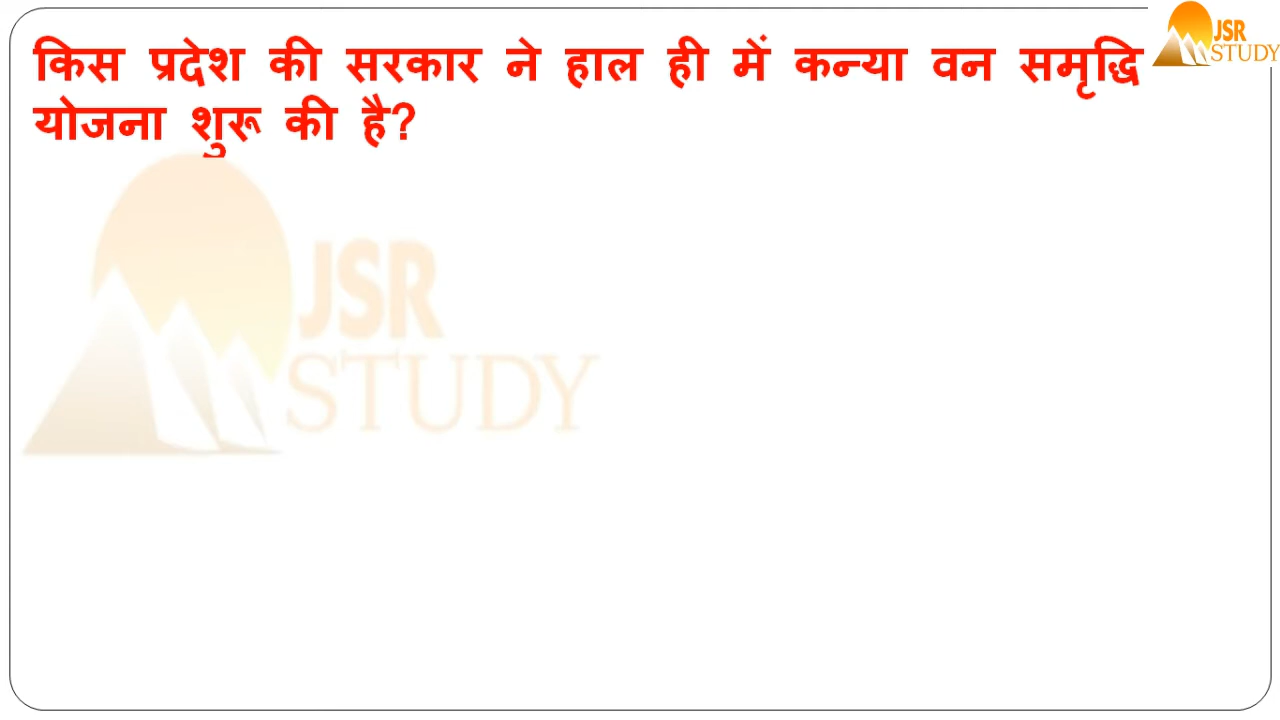 किस प्रदेश की सरकार ने हाल ही में कन्या वन समृद्धि
योजना शुरू की है?
JSR
STUDY
JSR
STUDY